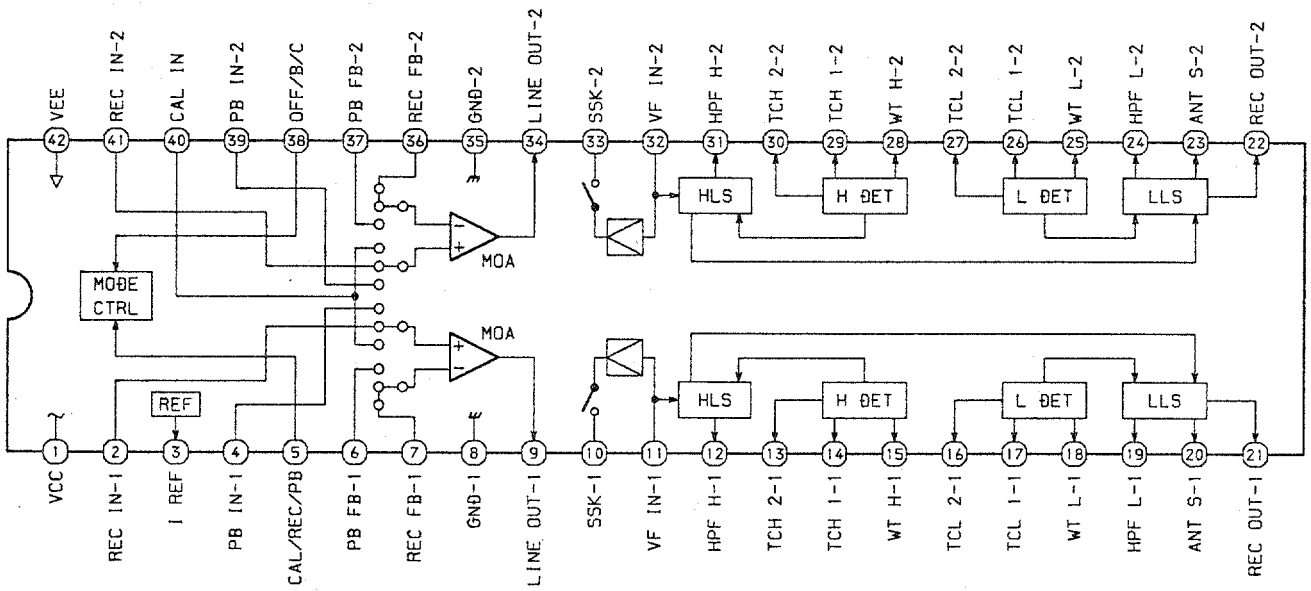 VEE
REC IN-2
CAL IN
PB IN-2
OFF/B/C
PB FB-2
REC FB-2
GND-2
LINE OUT-2
SSK-2
VF IN-2
HPF H-2
TCH 2-2
TCH 1-2
WT H-2
TCL 2-2
TCL 1-2
WT L-2
HPF L-2
ANT S-2
REC OUT-2
42
41
40
39
38
37
36
35
34
33
32
31
30
29
28
27
26
25
24
23
22
HLS
H DET
L DET
LLS
−
+
MOA
MODE
CTRL
MOA
+
−
REF
HLS
H DET
L DET
LLS
1
2
3
4
5
6
7
8
9
10
11
12
13
14
15
16
17
18
19
20
21
VCC
REC IN-1
I REF
PB IN-1
CAL/REC/PB
PB FB-1
REC FB-1
GND-1
LINE OUT-1
SSK-1
VF IN-1
HPF H-1
TCH 2-1
TCH 1-1
WT H-1
TCL 2-1
TCL 1-1
WT L-1
HPF L-1
ANT S-1
REC OUT-1